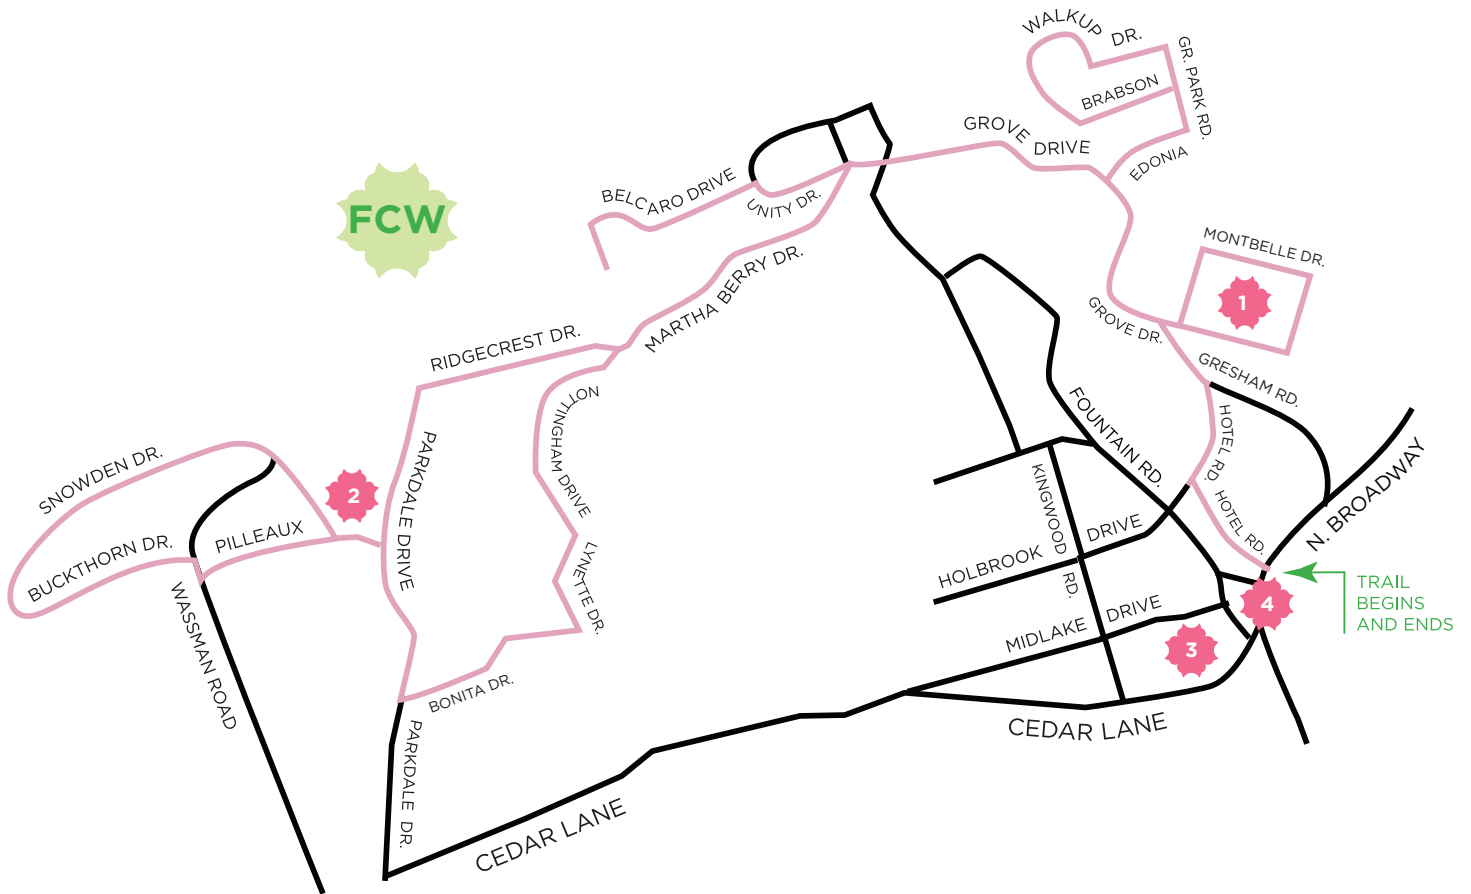 WALKUP DR.
GR. PARK RD.
BRABSON
GROVE DRIVE
EDONIA
BELCARO DRIVE
UNITY DR.
FCW
MONTBELLE DR.
MARTHA BERRY DR.
1
GROVE DR.
RIDGECREST DR.
GRESHAM RD.
NOTTINGHAM DRIVE
FOUNTAIN RD.
HOTEL RD.
PARKDALE DRIVE
SNOWDEN DR.
2
KINGWOOD RD.
HOTEL RD.
N. BROADWAY
PILLEAUX
HOLBROOK DRIVE
BUCKTHORN DR.
LYNETTE DR.
TRAIL
BEGINS
AND ENDS
4
MIDLAKE DRIVE
3
WASSMAN ROAD
BONITA DR.
CEDAR LANE
PARKDALE DR.
CEDAR LANE